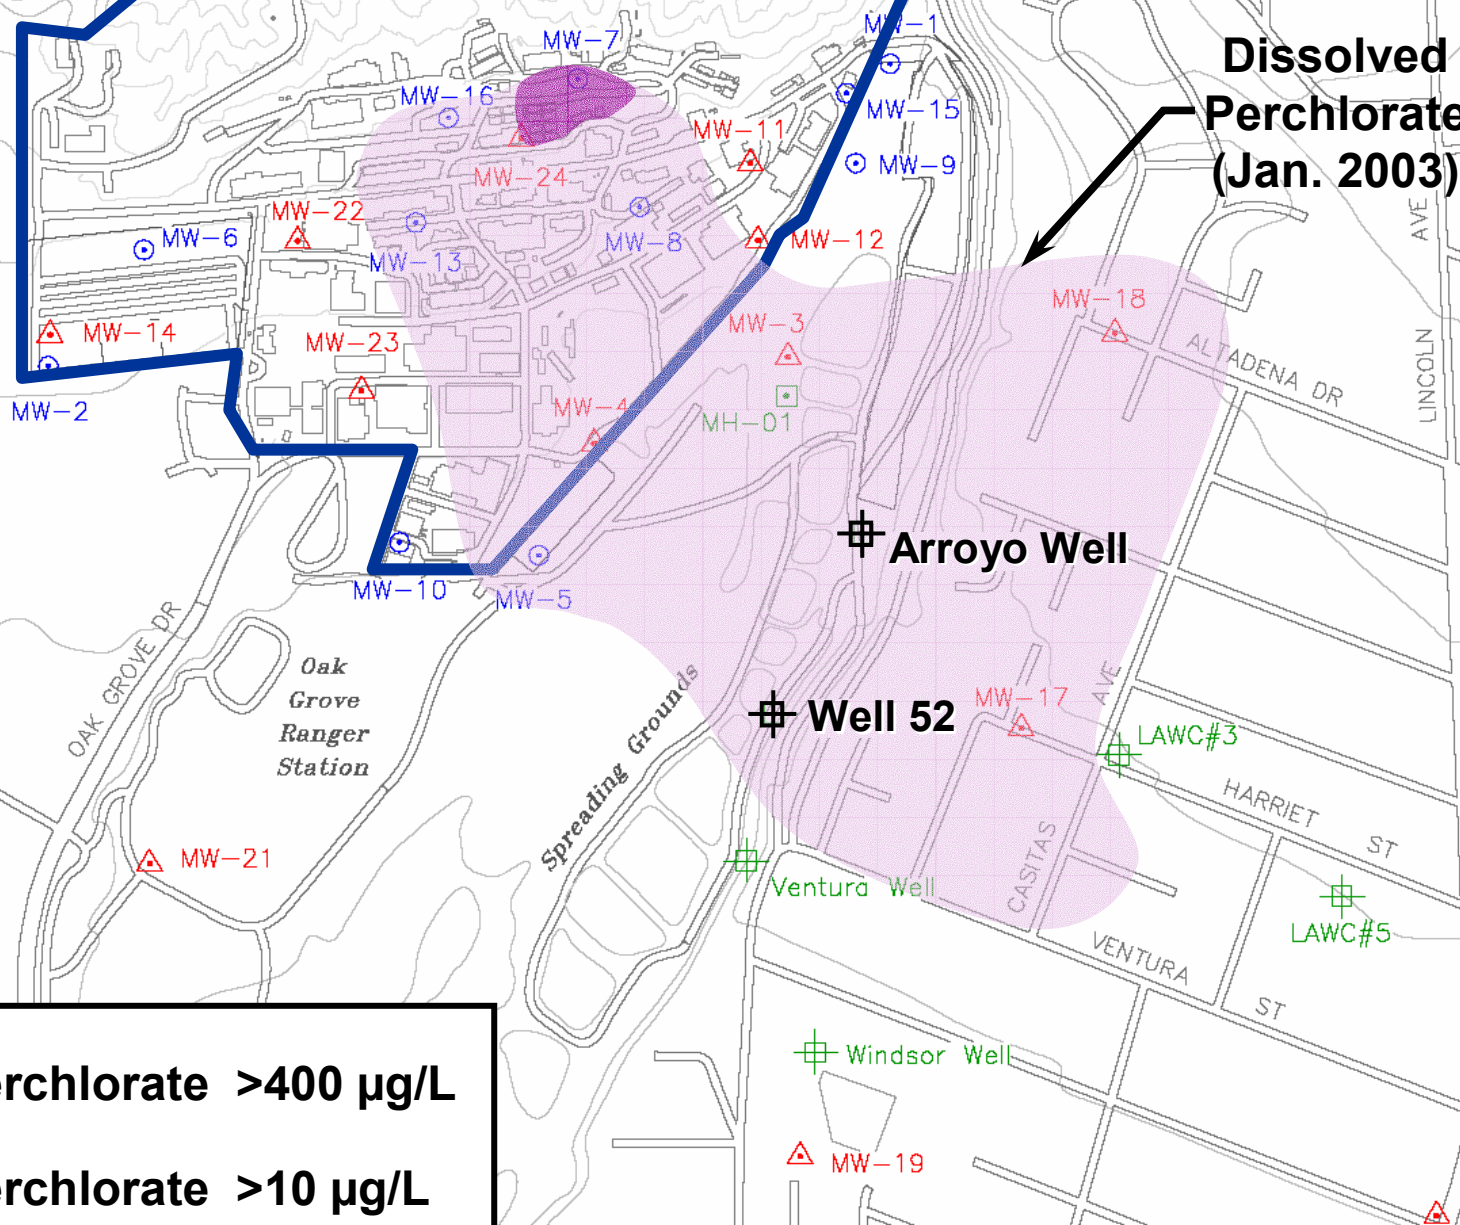 MW-1
MW-7
Dissolved
Perchlorate
(Jan. 2003)
MW-16
MW-15
MW-11
MW-9
MW-24
MW-22
MW-6
MW-13
MW-8
MW-12
AVE
MW-18
MW-14
MW-3
MW-23
ALTADENA DR
LINCOLN
MW-2
MW-4
MH-01
Arroyo Well
MW-10
MW-5
OAK GROVE DR
Oak
Grove
Ranger
Station
Spreading Grounds
MW-17
AVE
Well 52
LAWC#3
HARRIET ST
MW-21
Ventura Well
CASITAS
LAWC#5
VENTURA ST
Windsor Well
erchlorate >400 µg/L
MW-19
erchlorate >10 µg/L